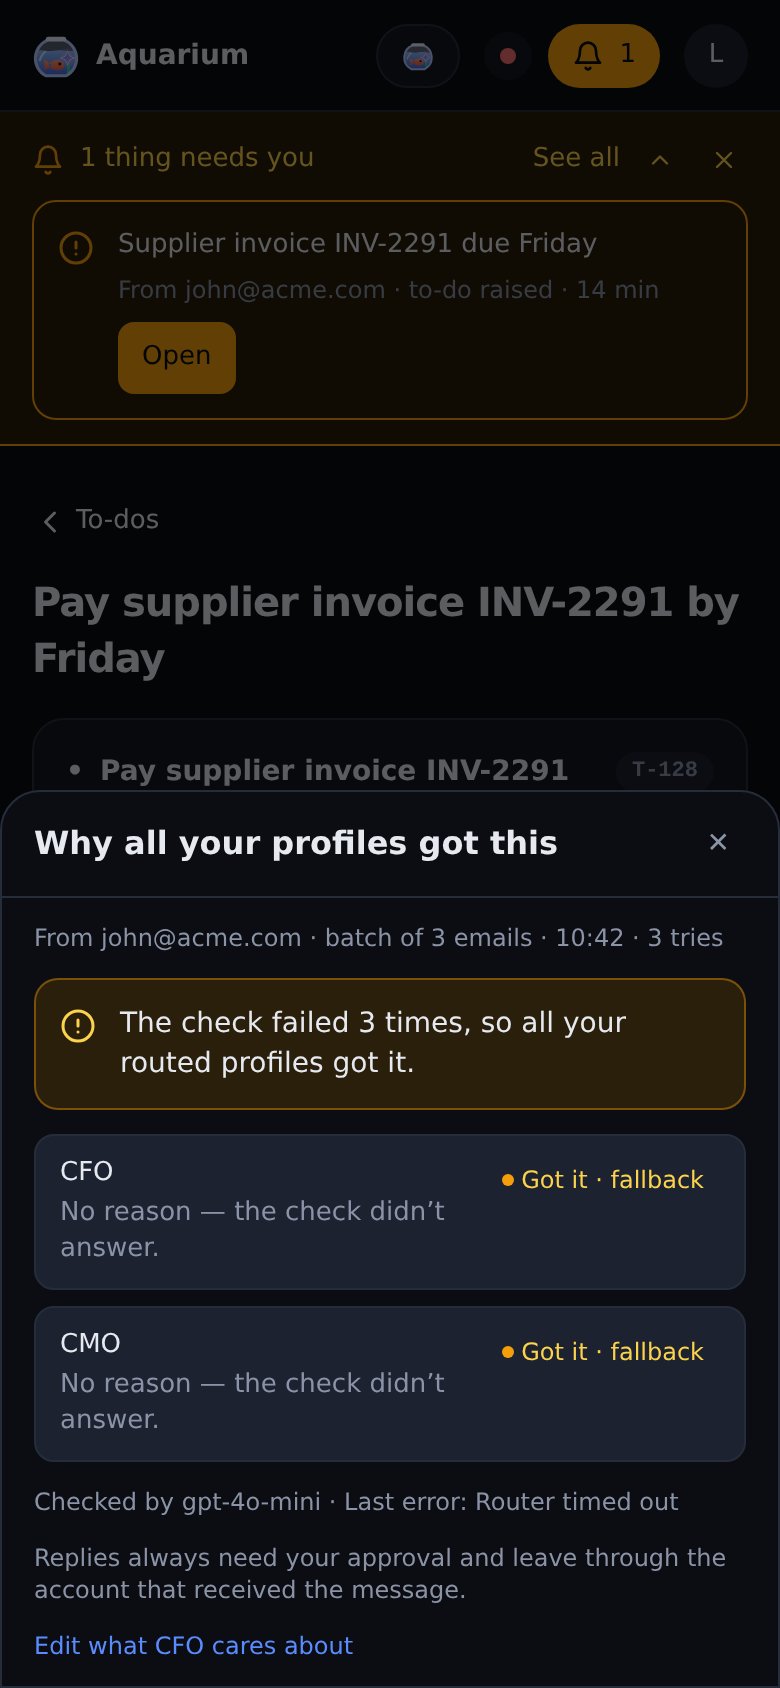 Aquarium
1
L
1 thing needs you
See all
Supplier invoice INV-2291 due Friday
From john@acme.com · to-do raised · 14 min
Open
To-dos
Pay supplier invoice INV-2291 by
Friday
• Pay supplier invoice INV-2291
T-128
Why all your profiles got this
From john@acme.com · batch of 3 emails · 10:42 · 3 tries
The check failed 3 times, so all your
routed profiles got it.
CFO
Got it · fallback
No reason — the check didn’t
answer.
CMO
Got it · fallback
No reason — the check didn’t
answer.
Checked by gpt-4o-mini · Last error: Router timed out
Replies always need your approval and leave through the
account that received the message.
Edit what CFO cares about